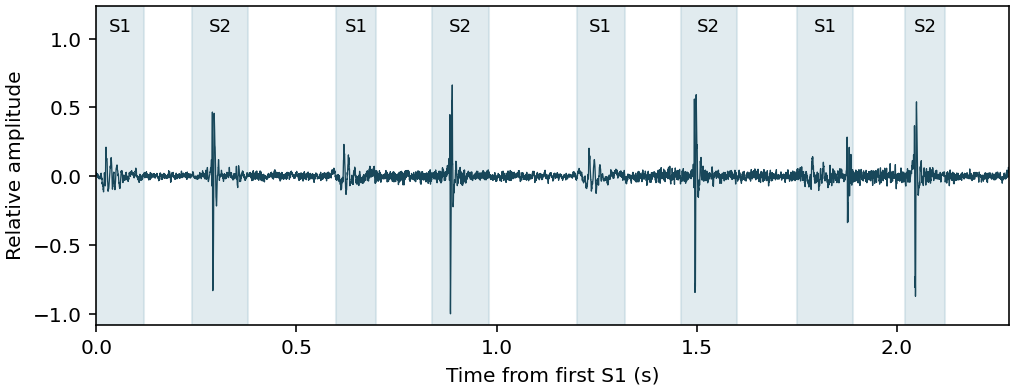 S1 S2 S1 S2 S1 S2 S1 S2
1.0
0.5
0.0
−0.5
−1.0
Relative amplitude
0.0 0.5 1.0 1.5 2.0
Time from first S1 (s)